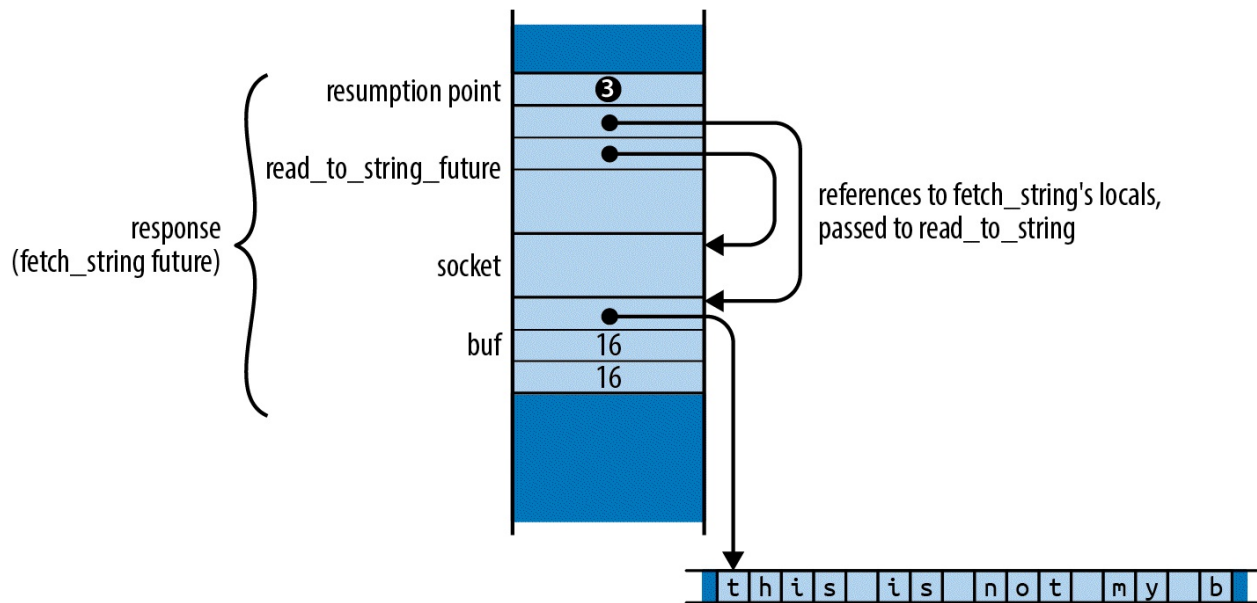 resumption point
3
read_to_string_future
references to fetch_string's locals,
passed to read_to_string
response
(fetch_string future)
socket
buf
16
16
this is not my b